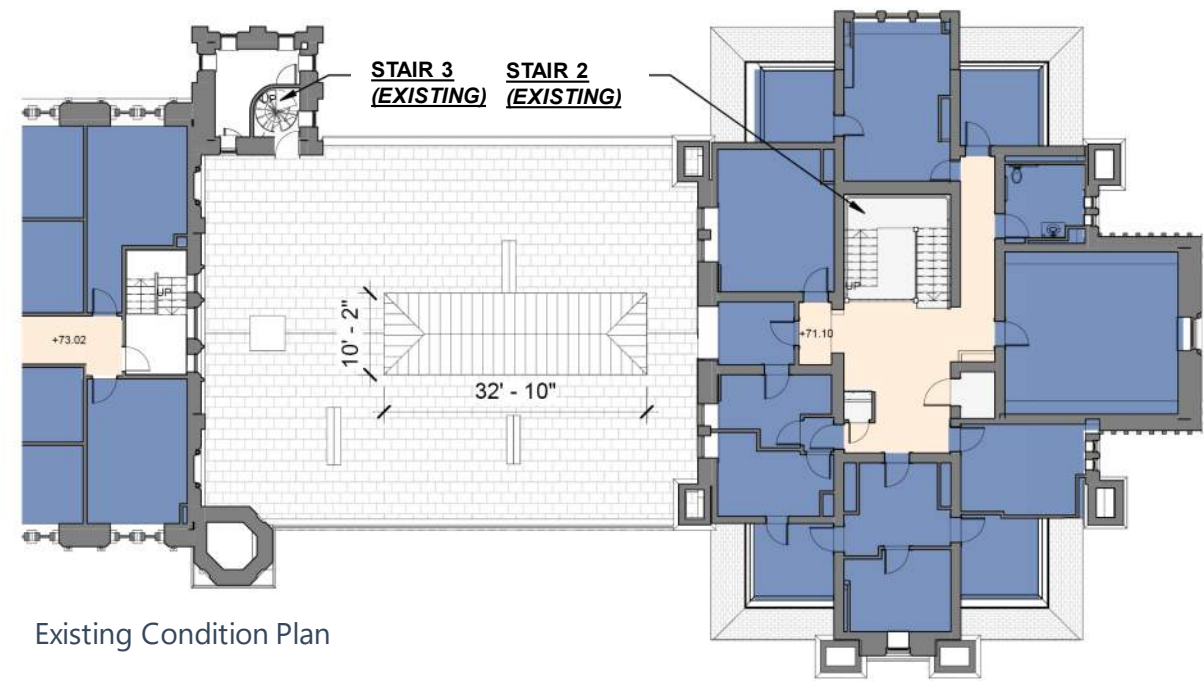 STAIR 3
(EXISTING)
STAIR 2
(EXISTING)
UP
UP
UP
+73.02
+71.10
10' - 2"
32' - 10"
Existing Condition Plan